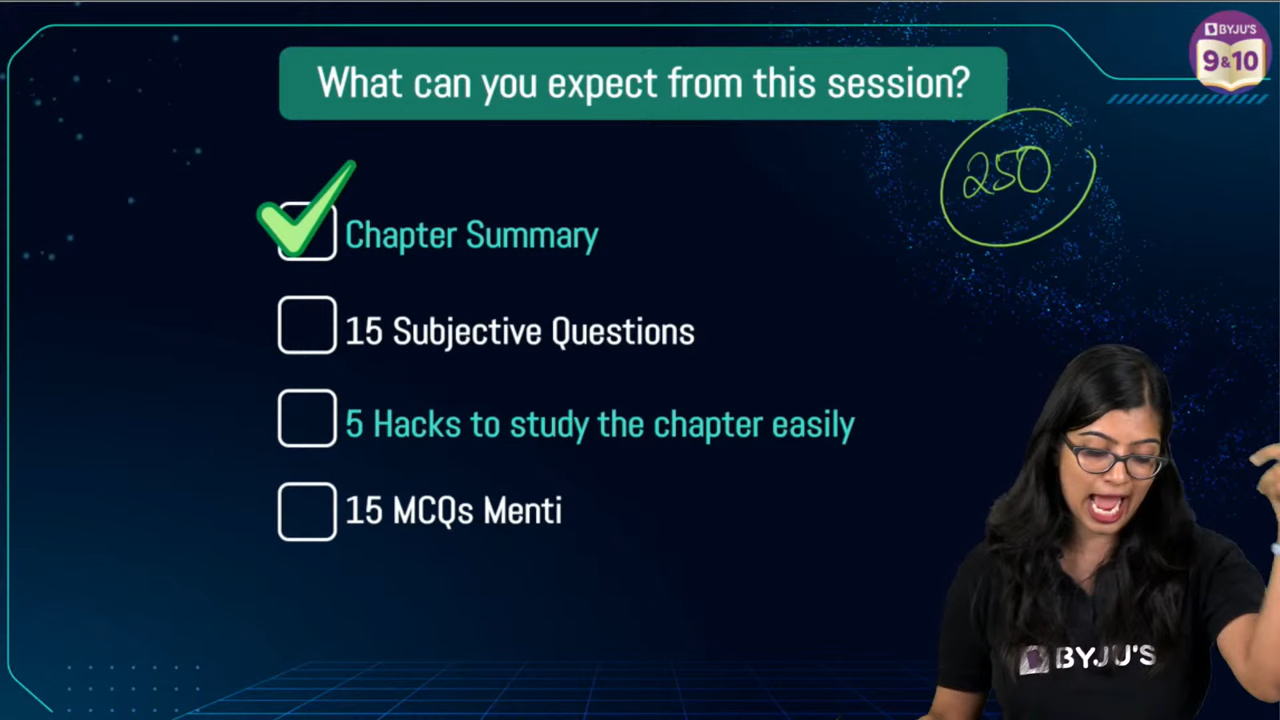 What can you expect from this session?
BYJU'S
9&10
250
Chapter Summary
15 Subjective Questions
5 Hacks to study the chapter easily
15 MCQs Menti
BYJU'S